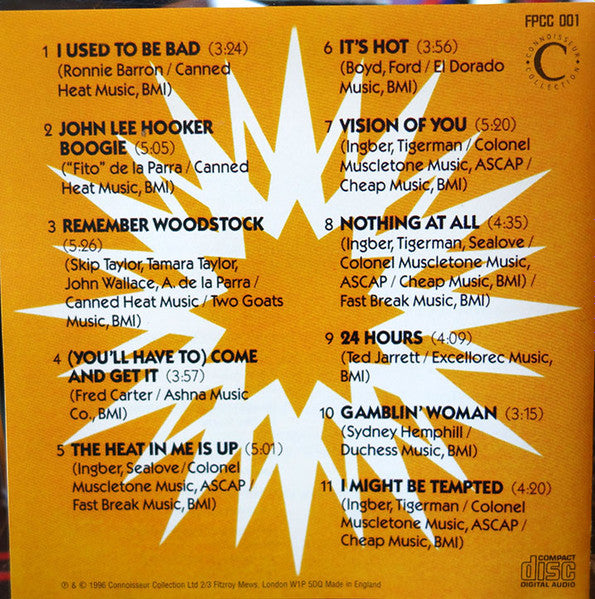 FPCC 001
CONNOISSEUR COLLECTION
C
1 I USED TO BE BAD (3:24)
(Ronnie Barron / Canned
Heat Music, BMI)
2 JOHN LEE HOOKER
BOOGIE (5:05)
("Fito" de la Parra / Canned
Heat Music, BMI)
3 REMEMBER WOODSTOCK
(5:26)
(Skip Taylor, Tamara Taylor,
John Wallace, A. de la Parra /
Canned Heat Music / Two Goats
Music, BMI)
4 (YOU'LL HAVE TO) COME
AND GET IT (3:57)
(Fred Carter / Ashna Music
Co., BMI)
5 THE HEAT IN ME IS UP (5:01)
(Ingber, Sealove / Colonel
Muscletone Music, ASCAP /
Fast Break Music, BMI)
6 IT'S HOT (3:56)
(Boyd, Ford / El Dorado
Music, BMI)
7 VISION OF YOU (5:20)
(Ingber, Tigerman / Colonel
Muscletone Music, ASCAP /
Cheap Music, BMI)
8 NOTHING AT ALL (4:35)
(Ingber, Tigerman, Sealove /
Colonel Muscletone Music,
ASCAP / Cheap Music, BMI) /
Fast Break Music, BMI)
9 24 HOURS (4:09)
(Ted Jarrett / Excellorec Music,
BMI)
10 GAMBLIN' WOMAN (3:15)
(Sydney Hemphill /
Duchess Music, BMI)
11 I MIGHT BE TEMPTED (4:20)
(Ingber, Tigerman / Colonel
Muscletone Music, ASCAP /
Cheap Music, BMI)
℗ & © 1996 Connoisseur Collection Ltd 2/3 Fitzroy Mews, London W1P 5DQ Made in England
COMPACT
disc
DIGITAL AUDIO